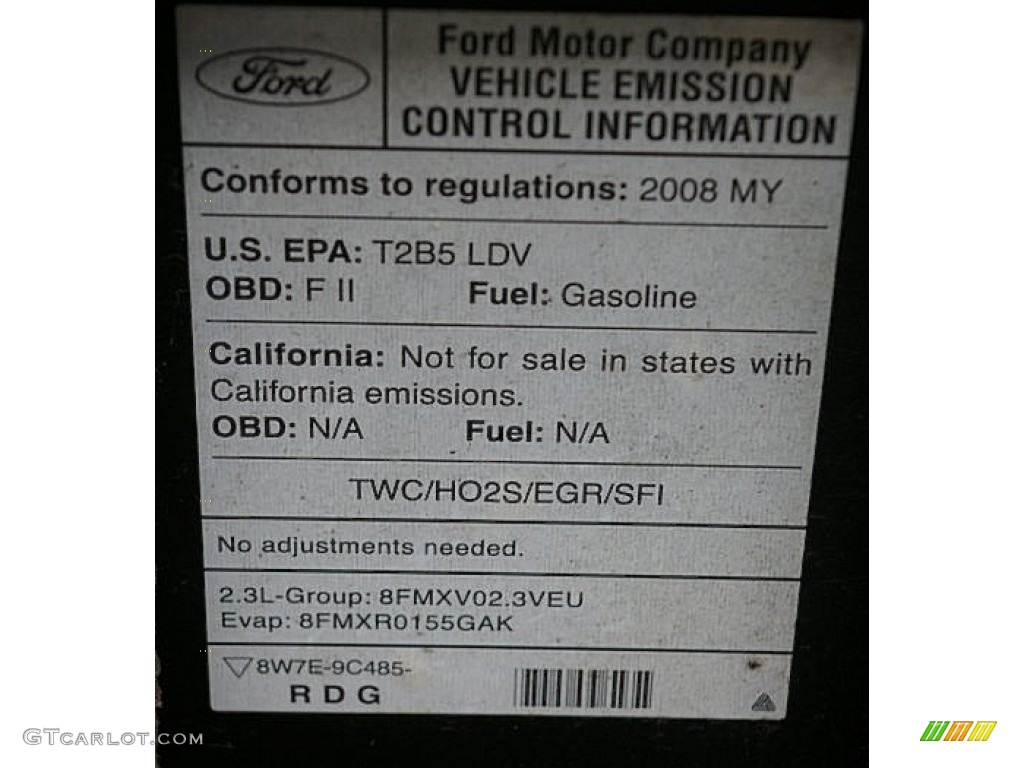 Ford
Ford Motor Company
VEHICLE EMISSION
CONTROL INFORMATION
Conforms to regulations: 2008 MY
U.S. EPA: T2B5 LDV
OBD: F II Fuel: Gasoline
California: Not for sale in states with
California emissions.
OBD: N/A Fuel: N/A
TWC/HO2S/EGR/SFI
No adjustments needed.
2.3L-Group: 8FMXV02.3VEU
Evap: 8FMXR0155GAK
8W7E-9C485-
R D G
GTCARLOT.COM